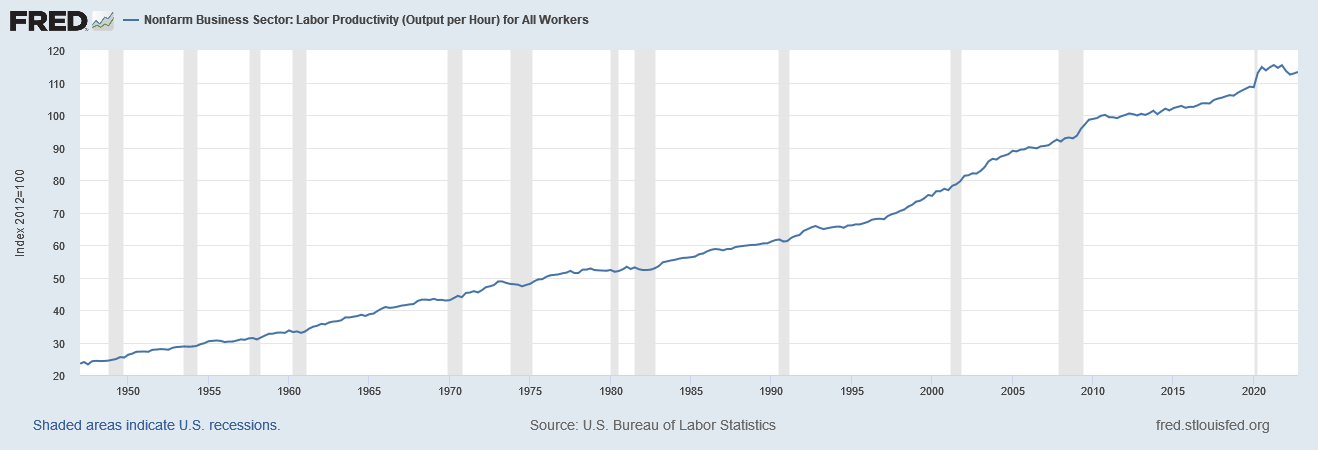 FRED
Nonfarm Business Sector: Labor Productivity (Output per Hour) for All Workers
120
110
100
90
80
70
60
50
40
30
20
Index 2012=100
1950 1955 1960 1965 1970 1975 1980 1985 1990 1995 2000 2005 2010 2015 2020
Shaded areas indicate U.S. recessions. Source: U.S. Bureau of Labor Statistics fred.stlouisfed.org